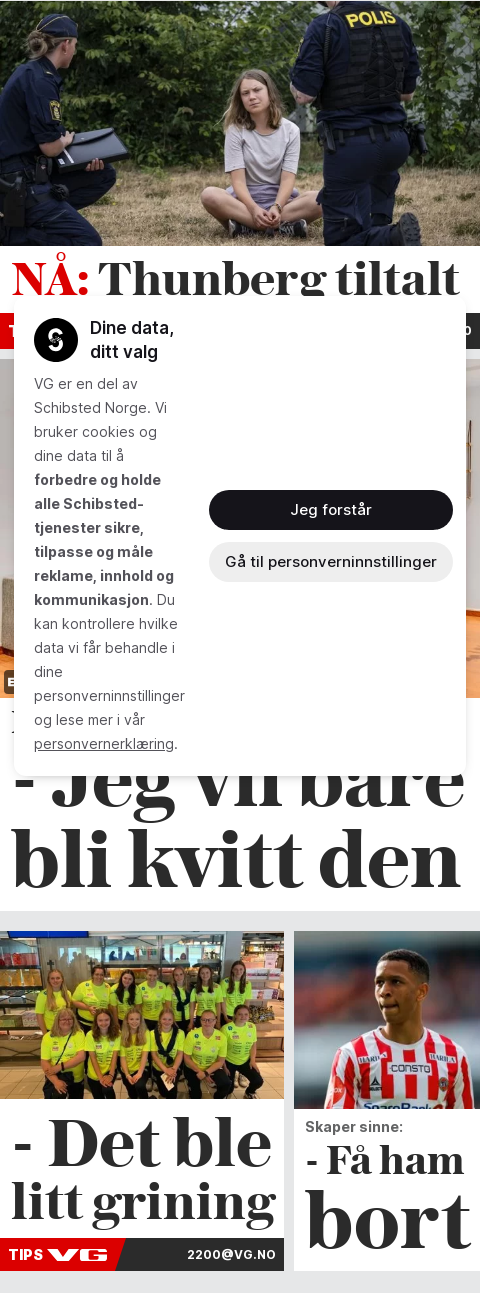 POLIS
NÅ: Thunberg tiltalt
Dine data,
ditt valg
VG er en del av
Schibsted Norge. Vi
bruker cookies og
dine data til å
forbedre og holde
alle Schibsted-
tjenester sikre,
tilpasse og måle
reklame, innhold og
kommunikasjon. Du
kan kontrollere hvilke
data vi får behandle i
dine
personverninnstillinger
og lese mer i vår
personvernerklæring.
Jeg forstår
Gå til personverninnstillinger
- Jeg vil bare
bli kvitt den
- Det ble
litt grining
TIPS VG 2200@VG.NO
HARILA HARILA
CONSTO
SpareBank
Skaper sinne:
- Få ham
bort